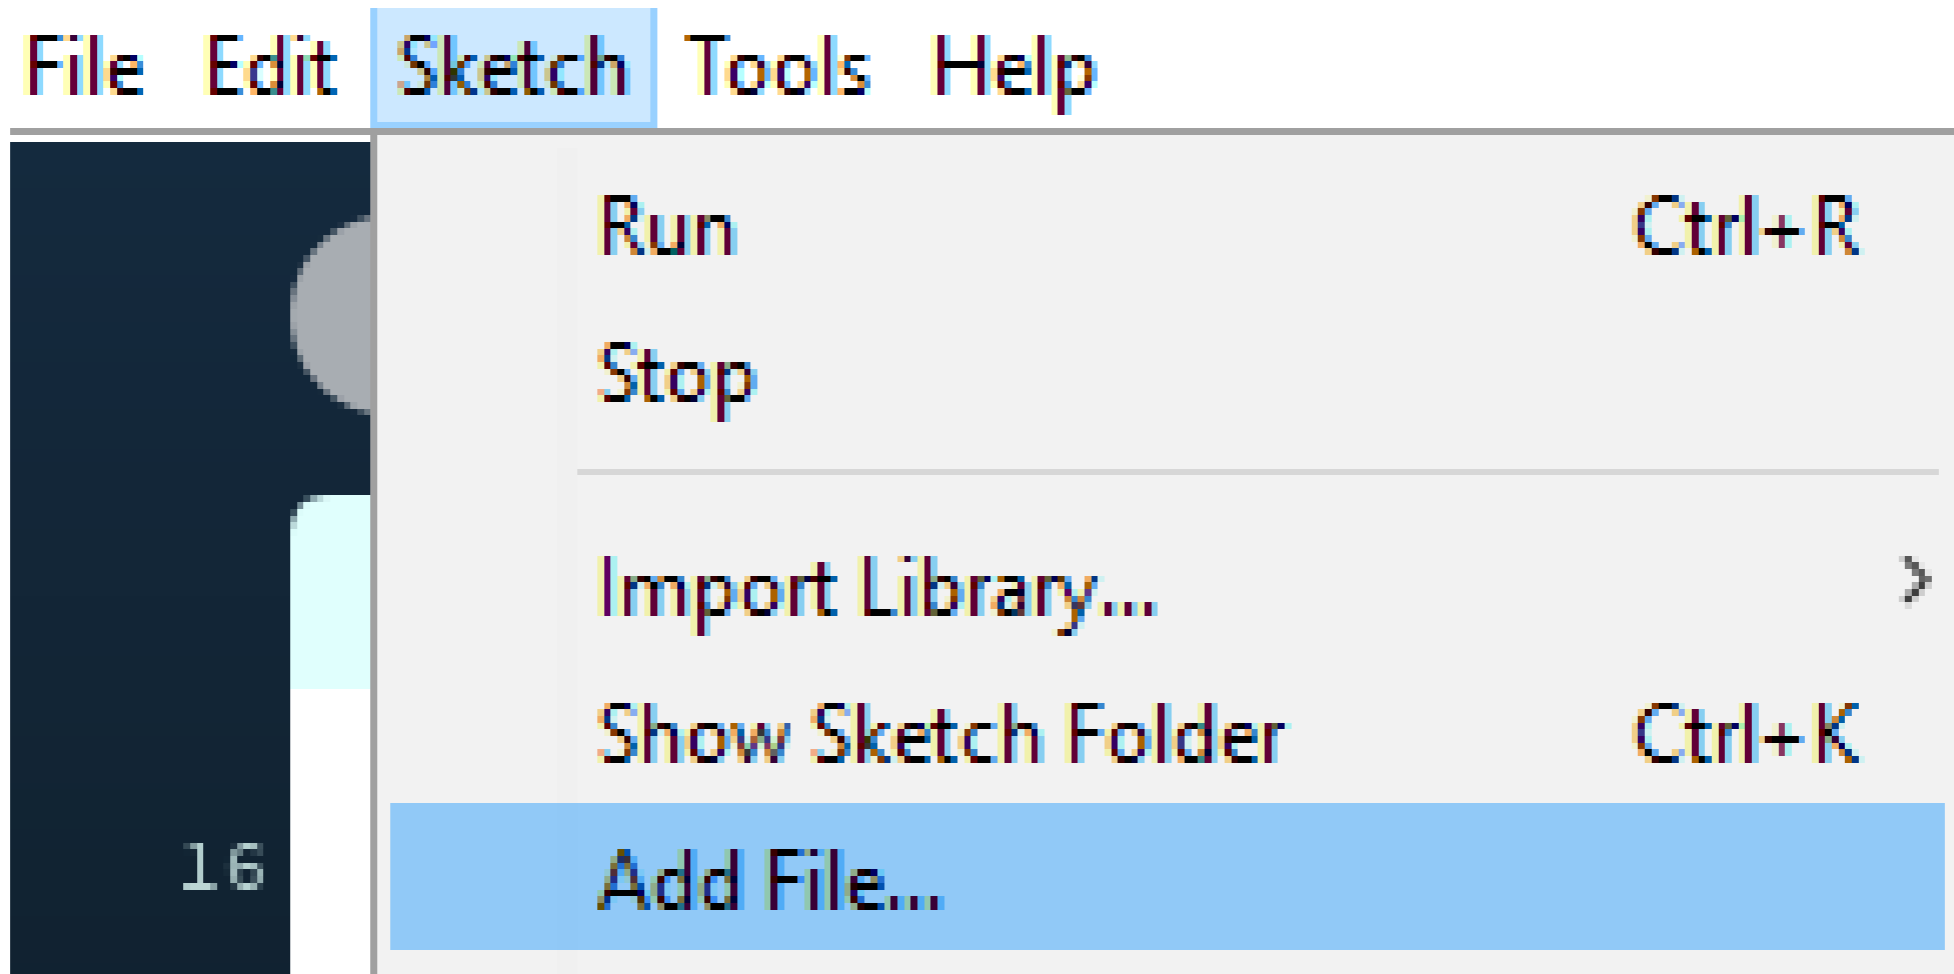 File Edit Sketch Tools Help
Run Ctrl+R
Stop
Import Library...
Show Sketch Folder Ctrl+K
16
Add File...